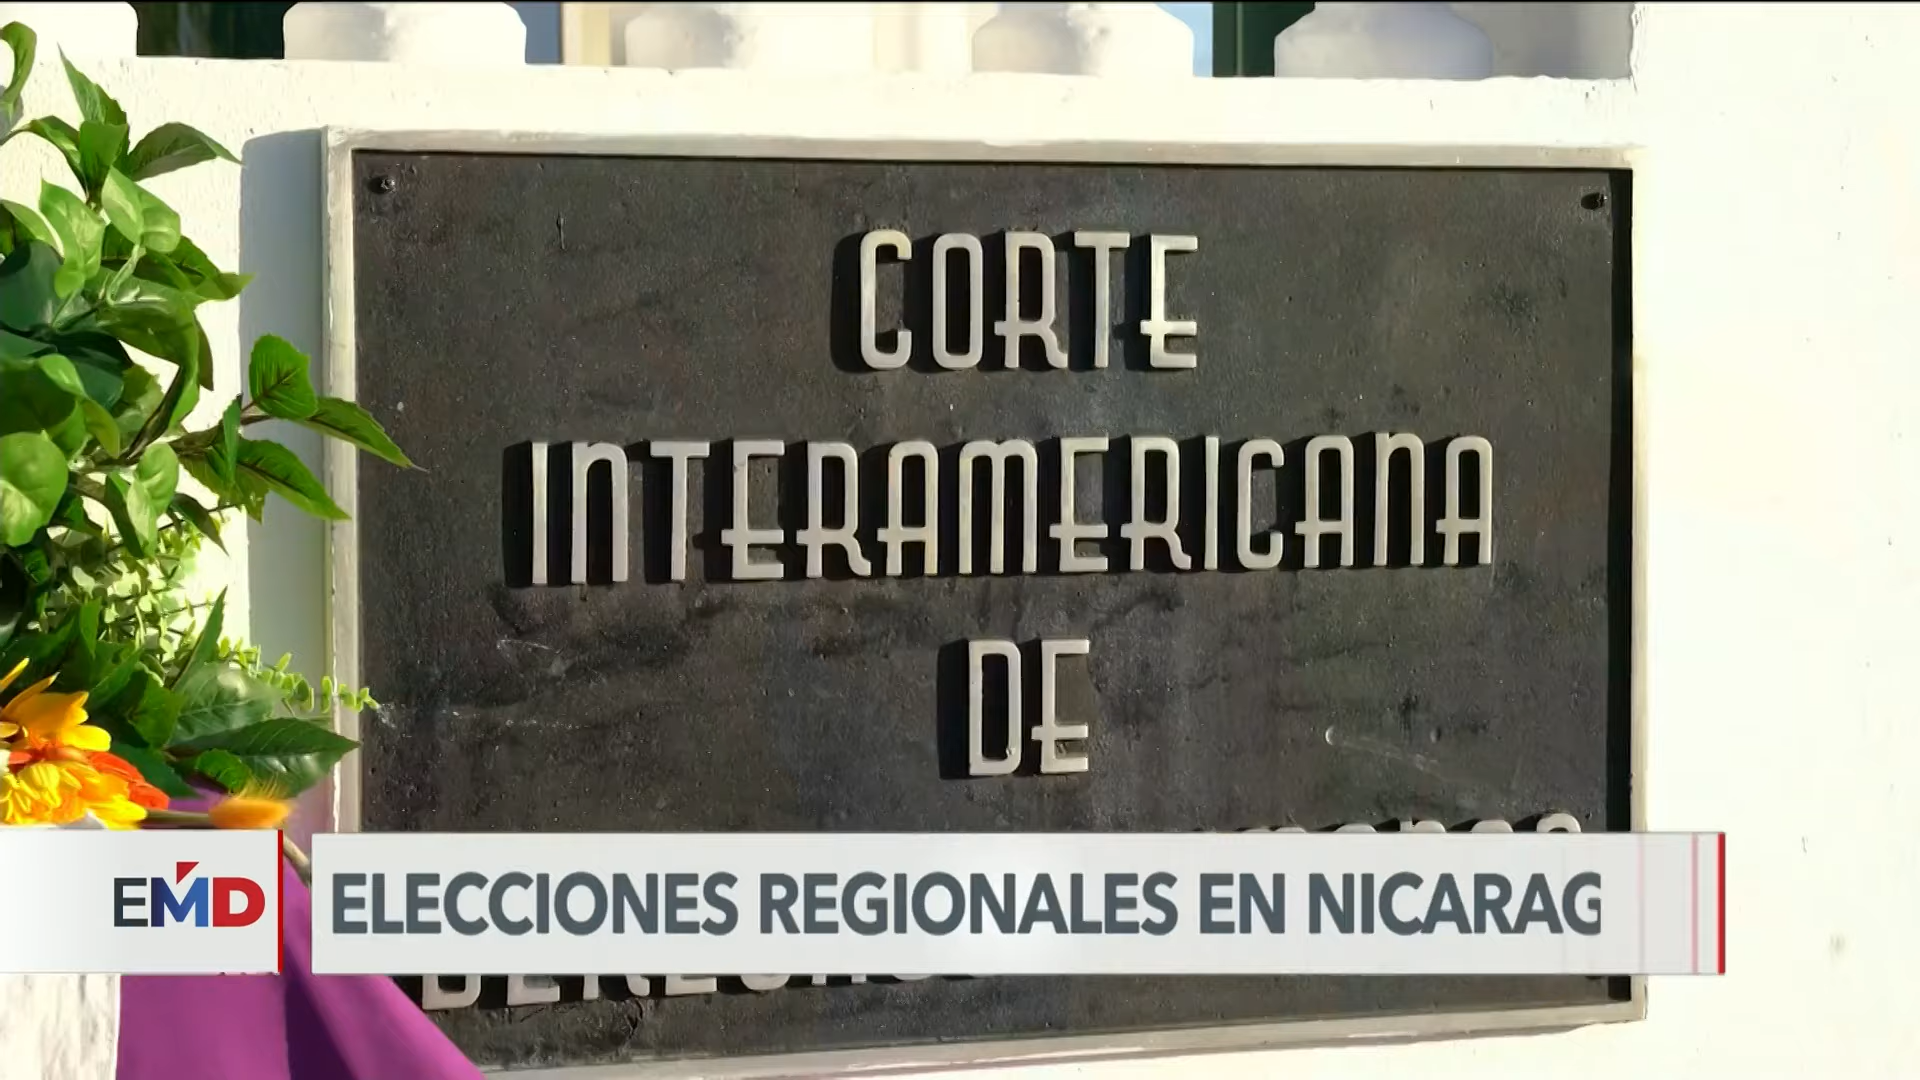 CORTE
INTERAMERICANA
DE
EMD
ELECCIONES REGIONALES EN NICARAG